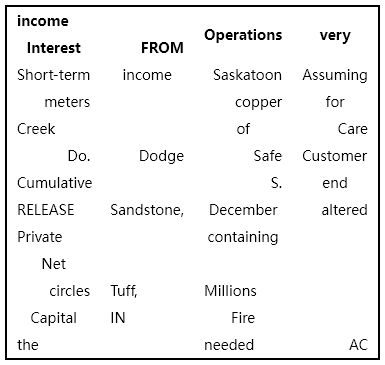 income
Interest FROM Operations very
Short-term income Saskatoon Assuming
meters copper for
Creek of Care
Do. Dodge Safe Customer
Cumulative S. end
RELEASE Sandstone, December altered
Private containing
Net
circles Tuff, Millions
Capital IN Fire
the needed AC